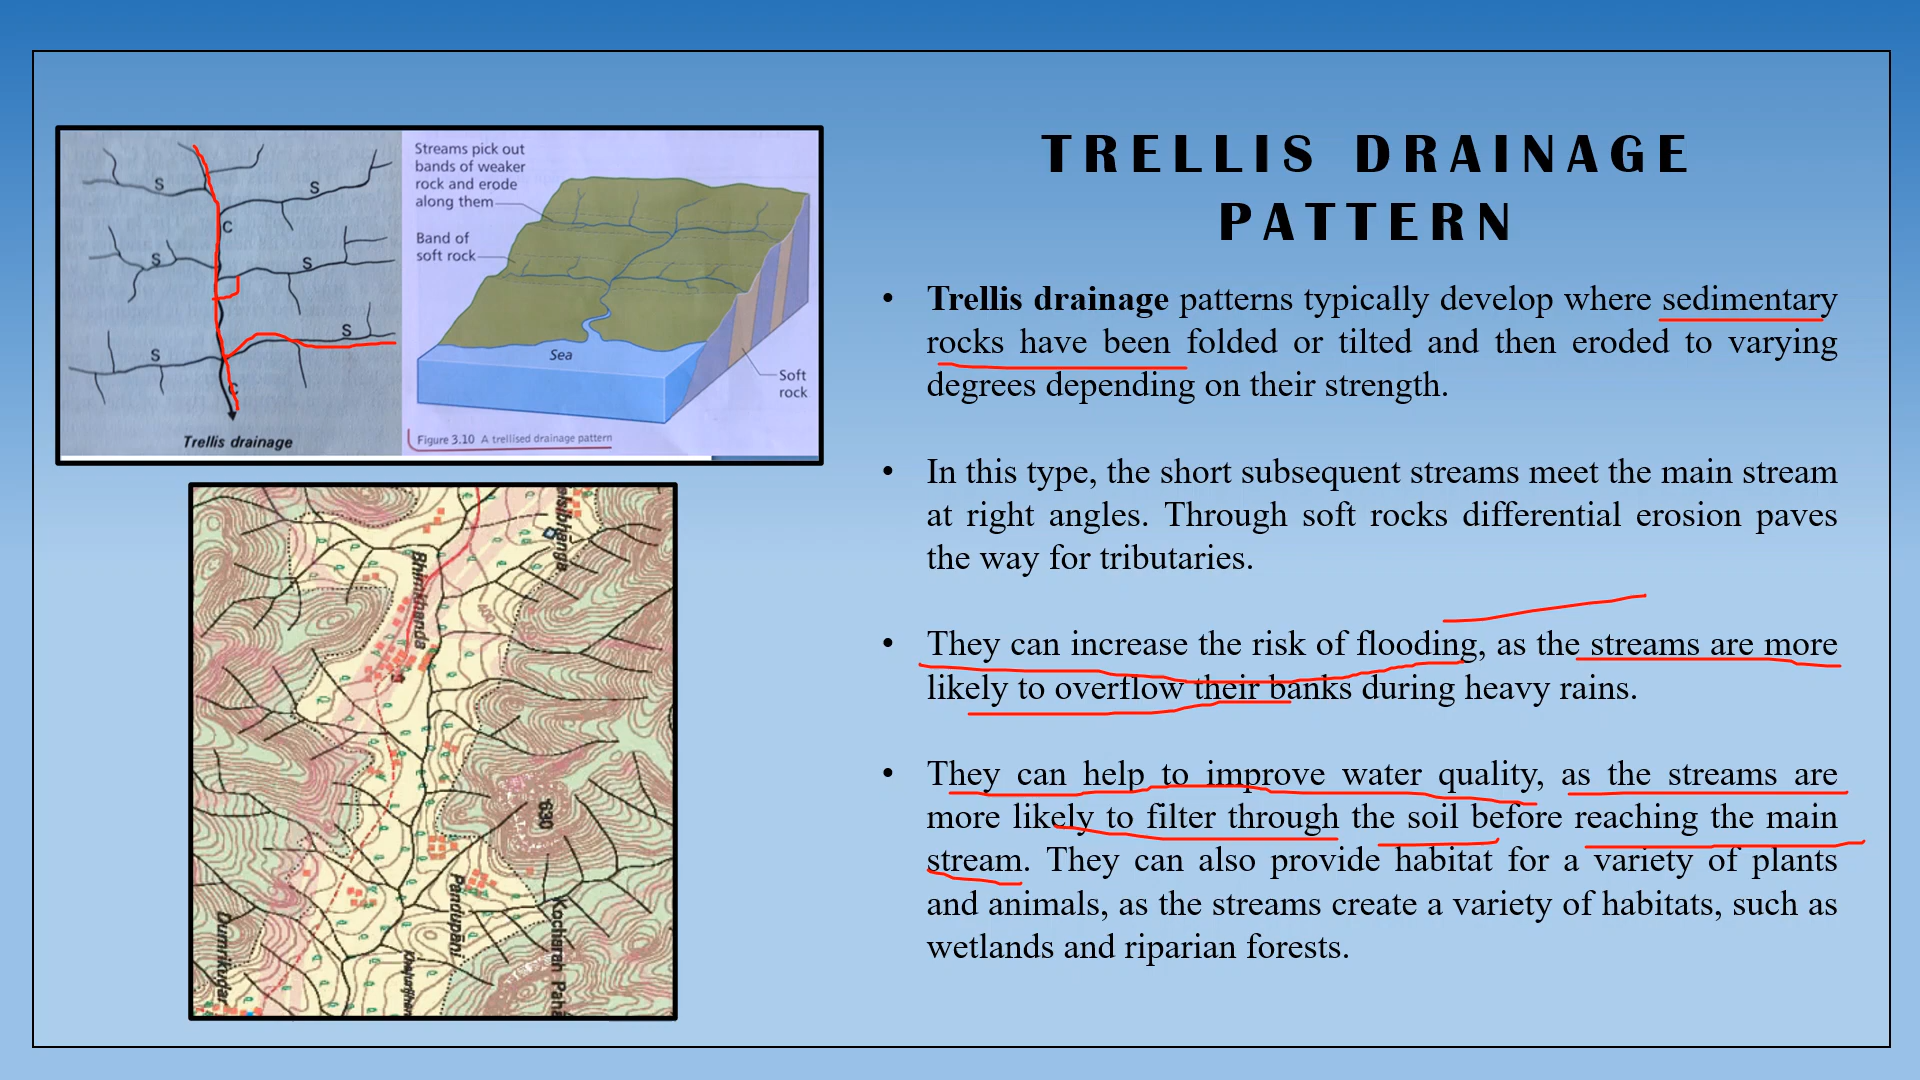 TRELLIS DRAINAGE
PATTERN
S
S
C
S
S
S
S
C
Trellis drainage
Streams pick out
bands of weaker
rock and erode
along them
Band of
soft rock
Sea
Soft
rock
Figure 3.10 A trellised drainage pattern
Bhimkhanda
400
630
Pandupāni
Kocharah Pahā
Dumrikudar
• Trellis drainage patterns typically develop where sedimentary
rocks have been folded or tilted and then eroded to varying
degrees depending on their strength.
• In this type, the short subsequent streams meet the main stream
at right angles. Through soft rocks differential erosion paves
the way for tributaries.
• They can increase the risk of flooding, as the streams are more
likely to overflow their banks during heavy rains.
• They can help to improve water quality, as the streams are
more likely to filter through the soil before reaching the main
stream. They can also provide habitat for a variety of plants
and animals, as the streams create a variety of habitats, such as
wetlands and riparian forests.